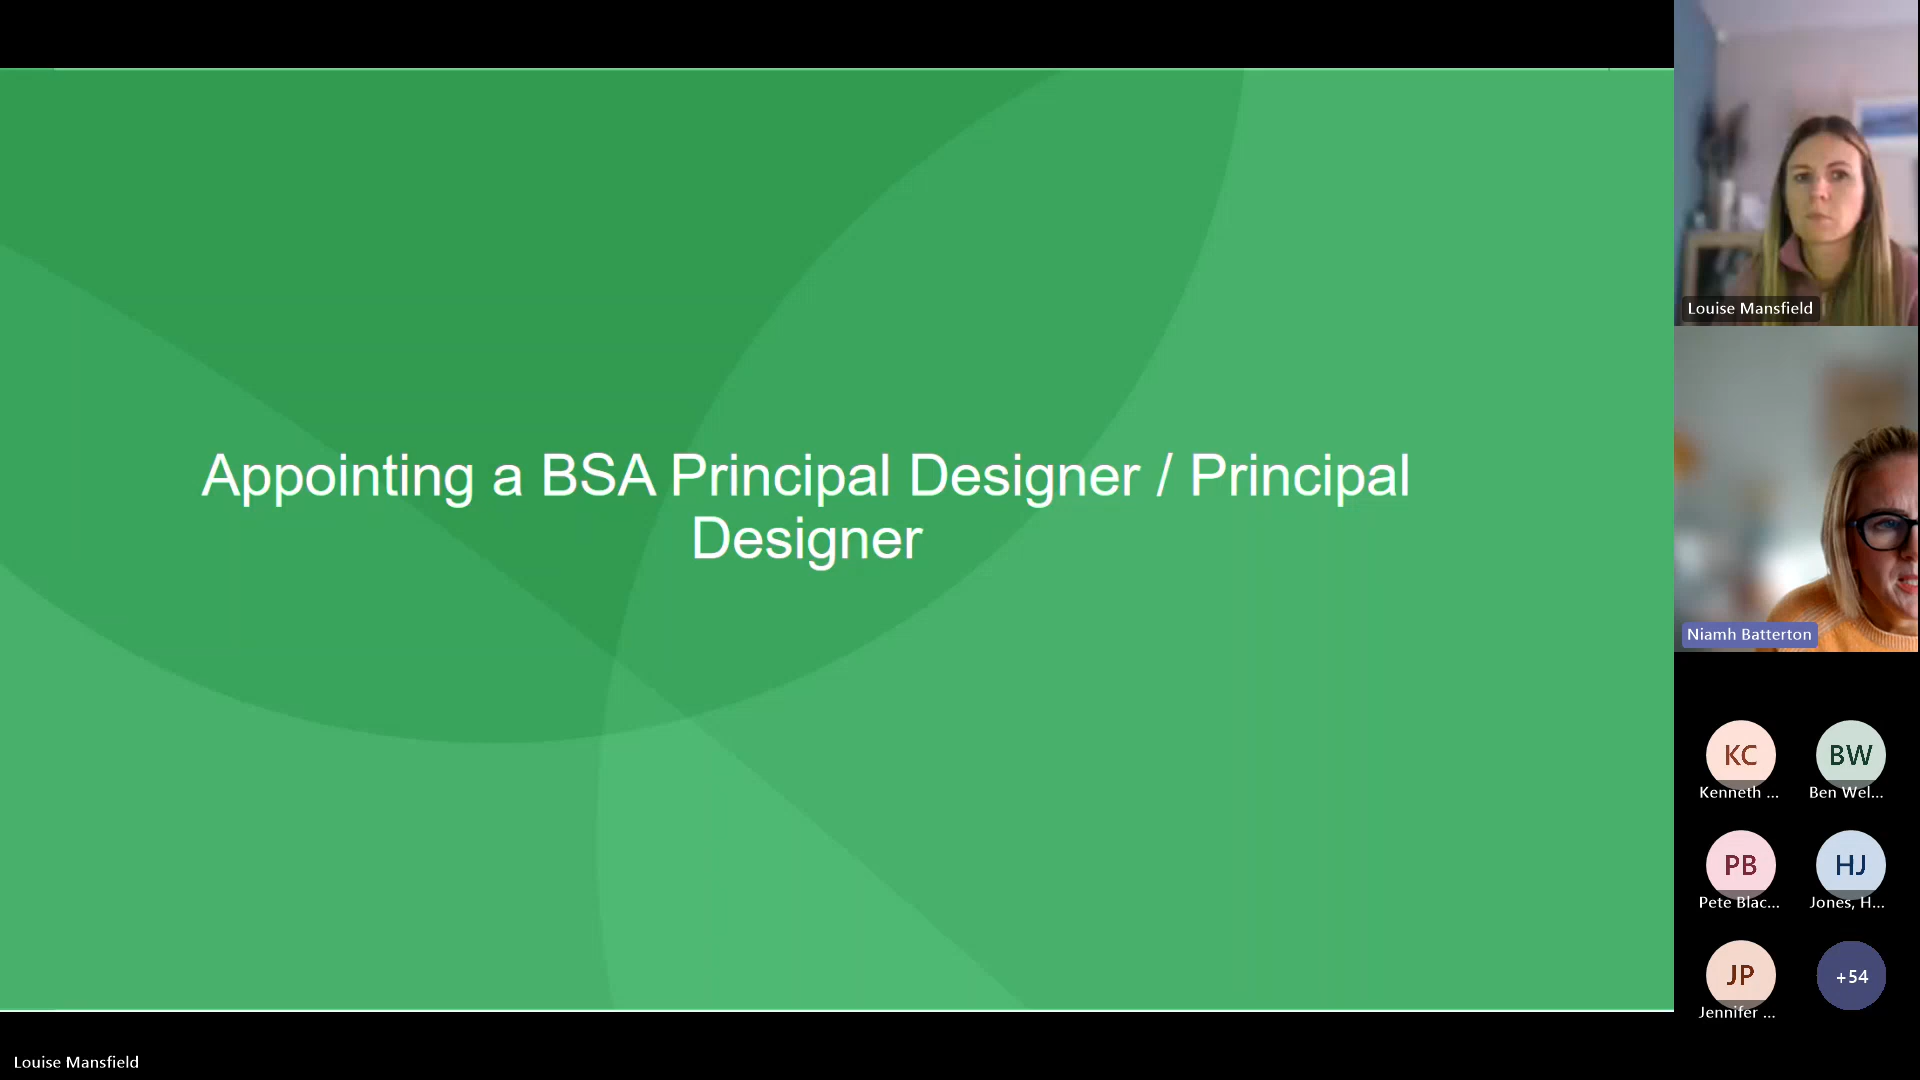 Appointing a BSA Principal Designer / Principal
Designer
Louise Mansfield
Niamh Batterton
KC
Kenneth ...
BW
Ben Wel...
PB
Pete Blac...
HJ
Jones, H...
JP
Jennifer ...
+54
Louise Mansfield